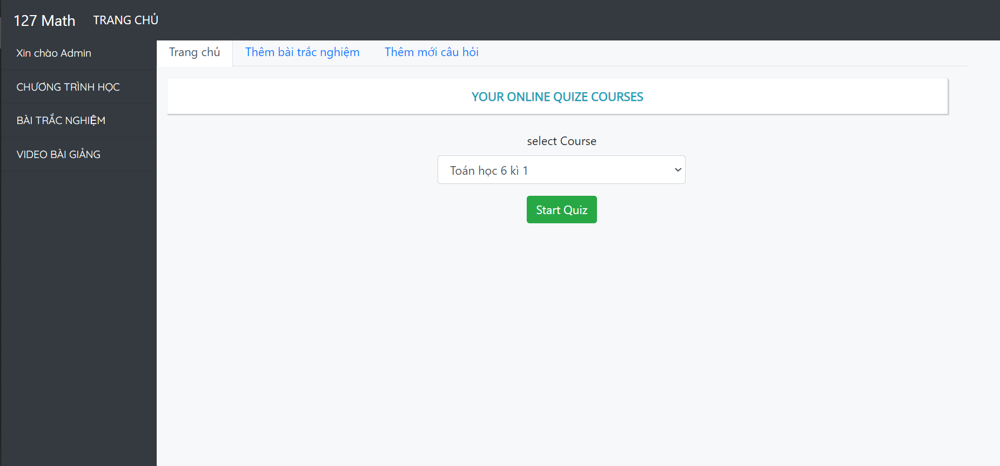 127 Math TRANG CHỦ
Xin chào Admin
CHƯƠNG TRÌNH HỌC
BÀI TRẮC NGHIỆM
VIDEO BÀI GIẢNG
Trang chủ Thêm bài trắc nghiệm Thêm mới câu hỏi
YOUR ONLINE QUIZE COURSES
select Course
Toán học 6 kì 1
Start Quiz